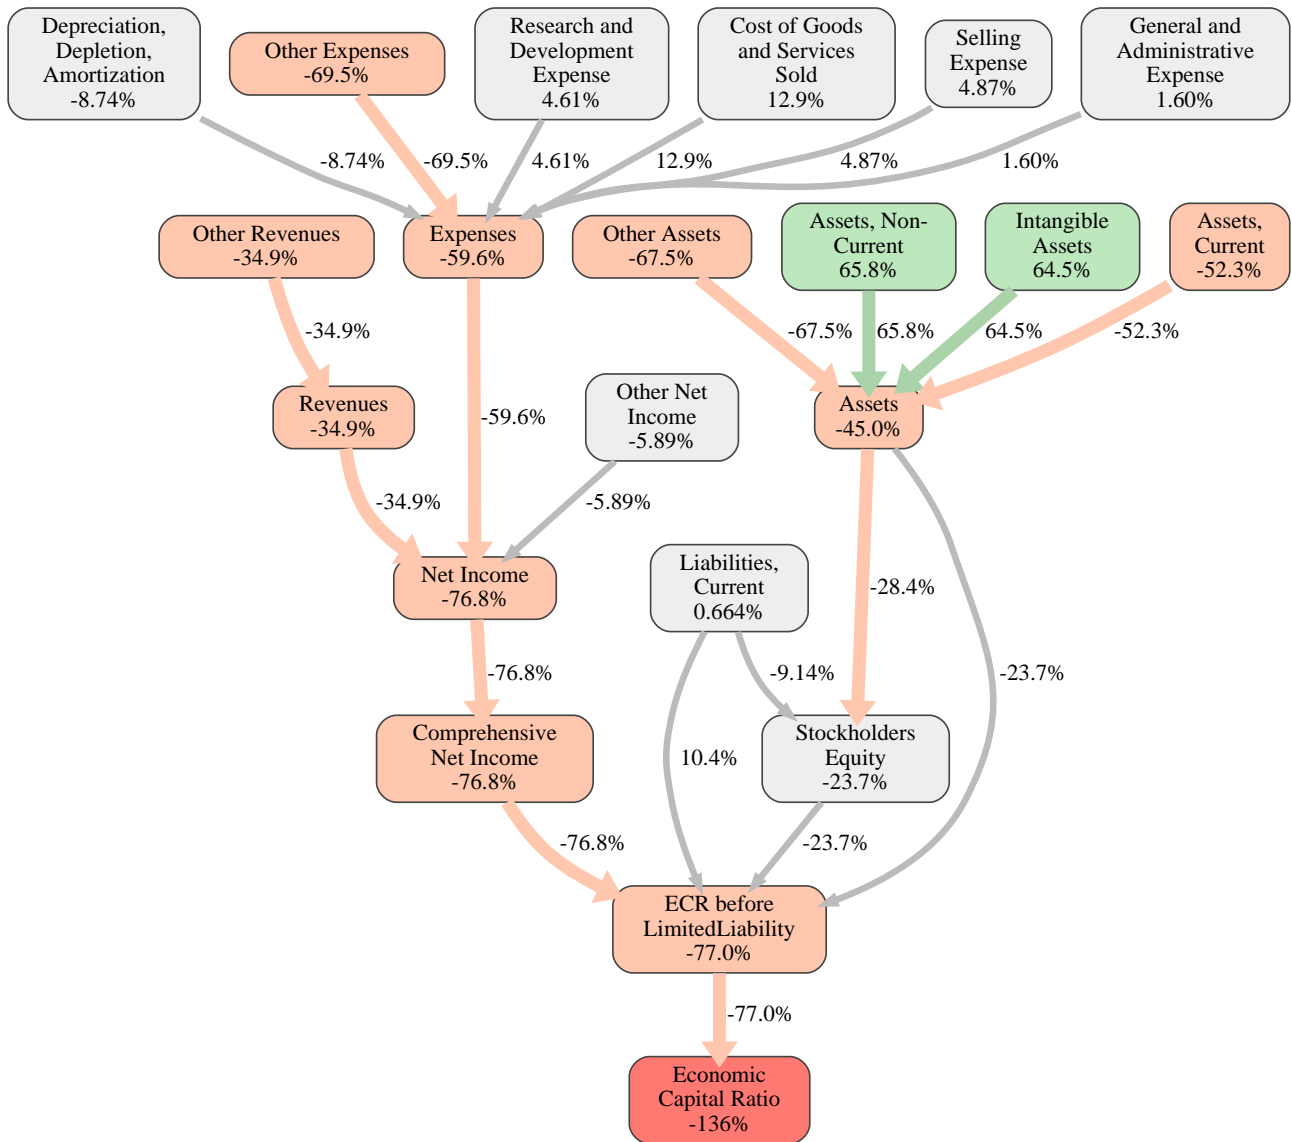 Depreciation,
Depletion,
Amortization
-8.74%
Other Expenses
-69.5%
Research and
Development
Expense
4.61%
Cost of Goods
and Services
Sold
12.9%
Selling
Expense
4.87%
General and
Administrative
Expense
1.60%
-8.74%
-69.5%
4.61%
12.9%
4.87%
1.60%
Other Revenues
-34.9%
Expenses
-59.6%
Other Assets
-67.5%
Assets, Non-
Current
65.8%
Intangible
Assets
64.5%
Assets,
Current
-52.3%
-34.9%
-67.5%
65.8%
64.5%
-52.3%
Revenues
-34.9%
-59.6%
Other Net
Income
-5.89%
Assets
-45.0%
-34.9%
-5.89%
Net Income
-76.8%
Liabilities,
Current
0.664%
-28.4%
-76.8%
-9.14%
-23.7%
Comprehensive
Net Income
-76.8%
10.4%
Stockholders
Equity
-23.7%
-76.8%
-23.7%
ECR before
LimitedLiability
-77.0%
-77.0%
Economic
Capital Ratio
-136%